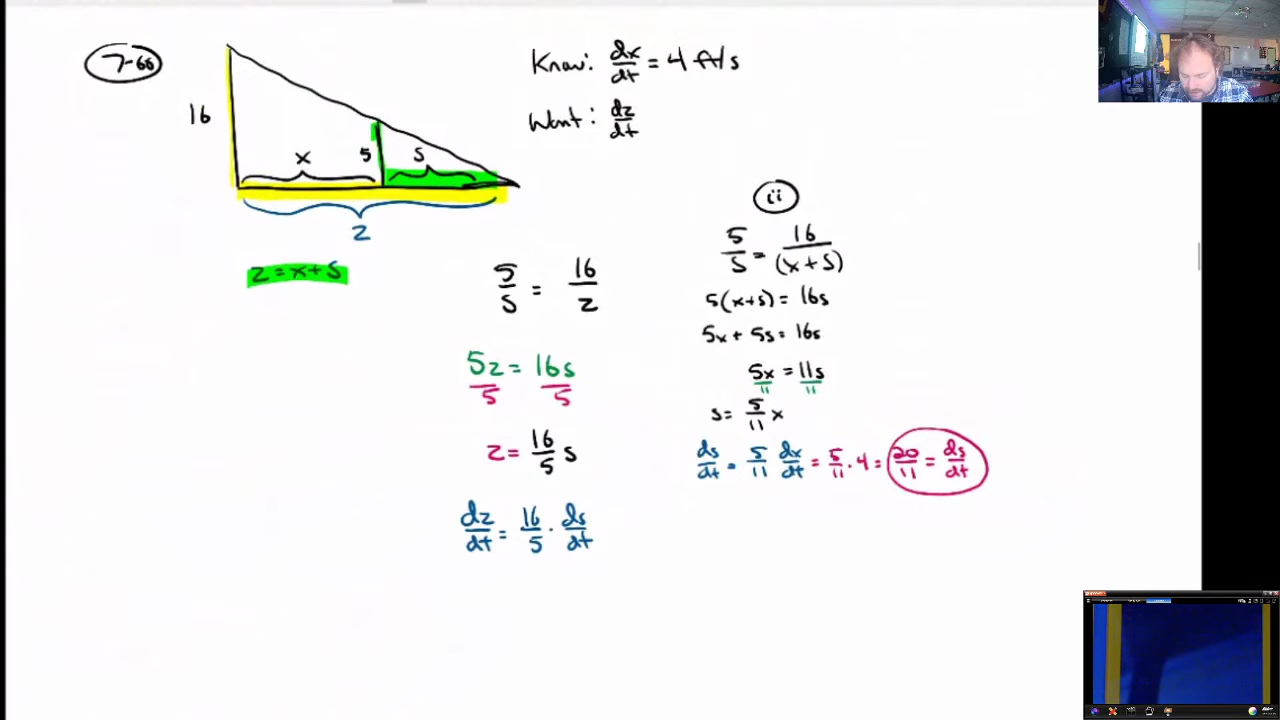 7-66
16
x
5
s
z
z = x + s
Know: dx/dt = 4 ft/s
Want: dz/dt
5/s = 16/z
5z = 16s
5 5
z = 16/5 s
dz/dt = 16/5 · ds/dt
ii
5/s = 16/(x+s)
5(x+s) = 16s
5x + 5s = 16s
5x = 11s
11 11
s = 5/11 x
ds/dt = 5/11 dx/dt = 5/11 · 4 = 20/11 = ds/dt